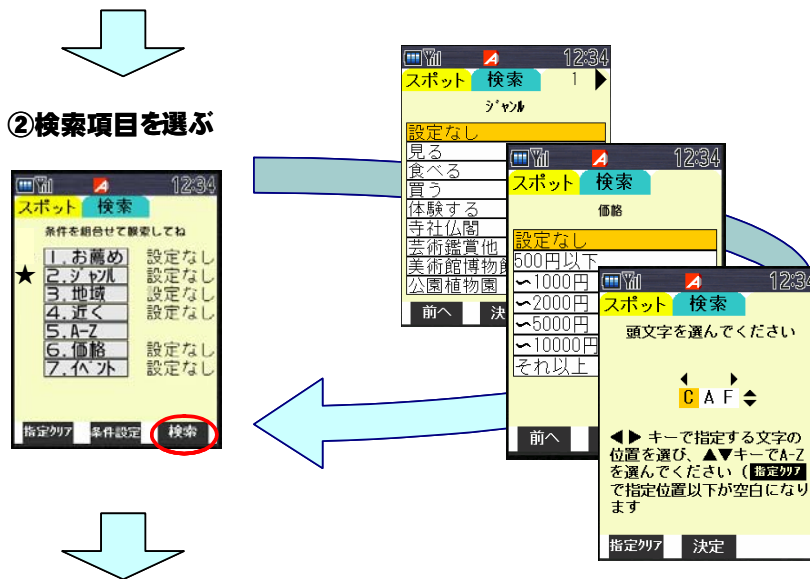 ②検索項目を選ぶ
12:34
スポット 検索
条件を組合せて検索してね
1.お薦め 設定なし
★ 2.ジャンル 設定なし
3.地域 設定なし
4.近く 設定なし
5.A-Z
6.価格 設定なし
7.イベント 設定なし
指定クリア 条件設定 検索
12:34
スポット 検索 1 ▶
ジャンル
設定なし
見る
食べる
買う
体験する
寺社仏閣
芸術鑑賞他
美術館博物
公園植物園
前へ 決
12:34
スポット 検索
価格
設定なし
500円以下
〜1000円
〜2000円
〜5000円
〜10000円
それ以上
前へ
12:34
スポット 検索
頭文字を選んでください
◀ ▶
C A F
◀▶キーで指定する文字の
位置を選び、▲▼キーでA-Z
を選んでください（指定クリア
で指定位置以下が空白になり
ます
指定クリア 決定